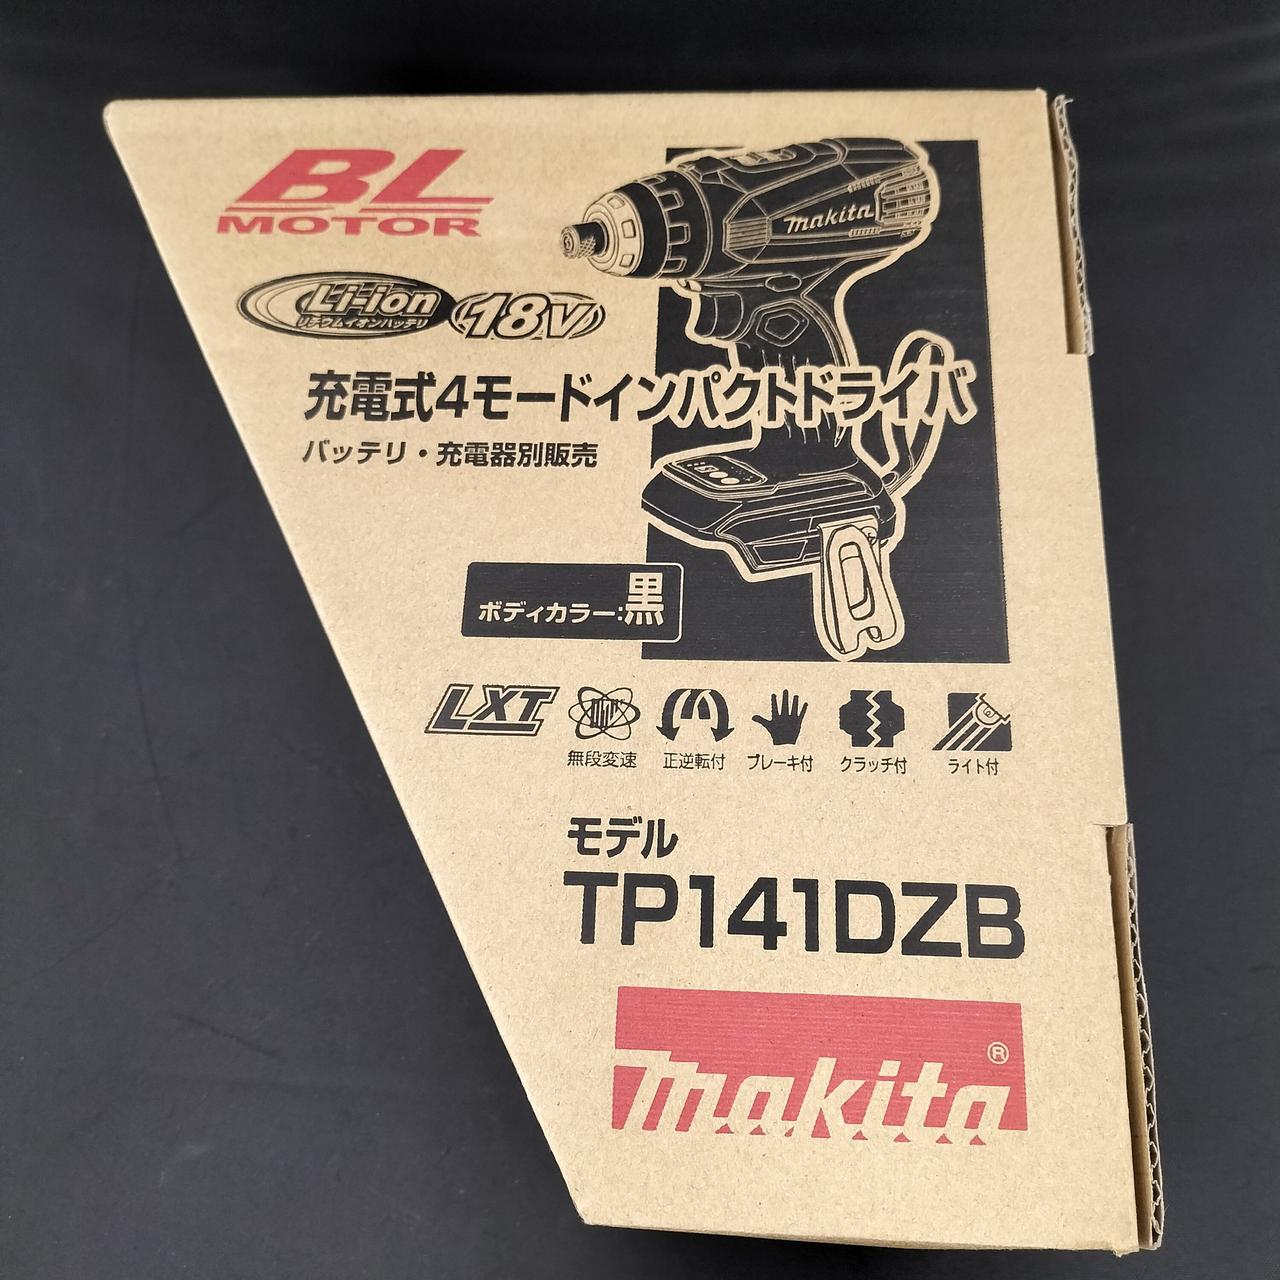 BL
MOTOR
makita
Li-ion
リチウムイオンバッテリ
18V
充電式4モードインパクトドライバ
バッテリ・充電器別販売
ボディカラー:黒
LXT
無段変速
正逆転付
ブレーキ付
クラッチ付
ライト付
モデル
TP141DZB
makita®